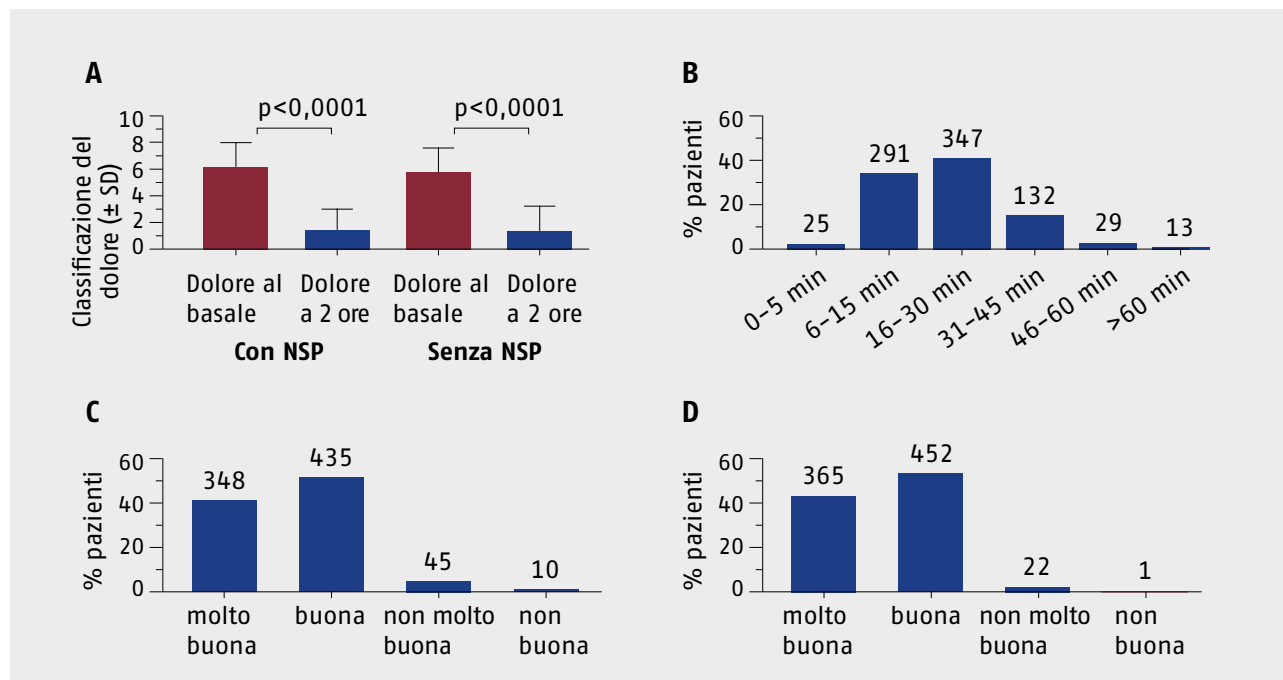 A
Classificazione del
dolore (± SD)
10
8
6
4
2
0
p<0,0001
p<0,0001
Dolore al
basale
Dolore
a 2 ore
Dolore al
basale
Dolore
a 2 ore
Con NSP
Senza NSP
B
% pazienti
60
40
20
0
25
291
347
132
29
13
0–5 min
6–15 min
16–30 min
31–45 min
46–60 min
>60 min
C
% pazienti
60
40
20
0
348
435
45
10
molto
buona
buona
non molto
buona
non
buona
D
% pazienti
60
40
20
0
365
452
22
1
molto
buona
buona
non molto
buona
non
buona